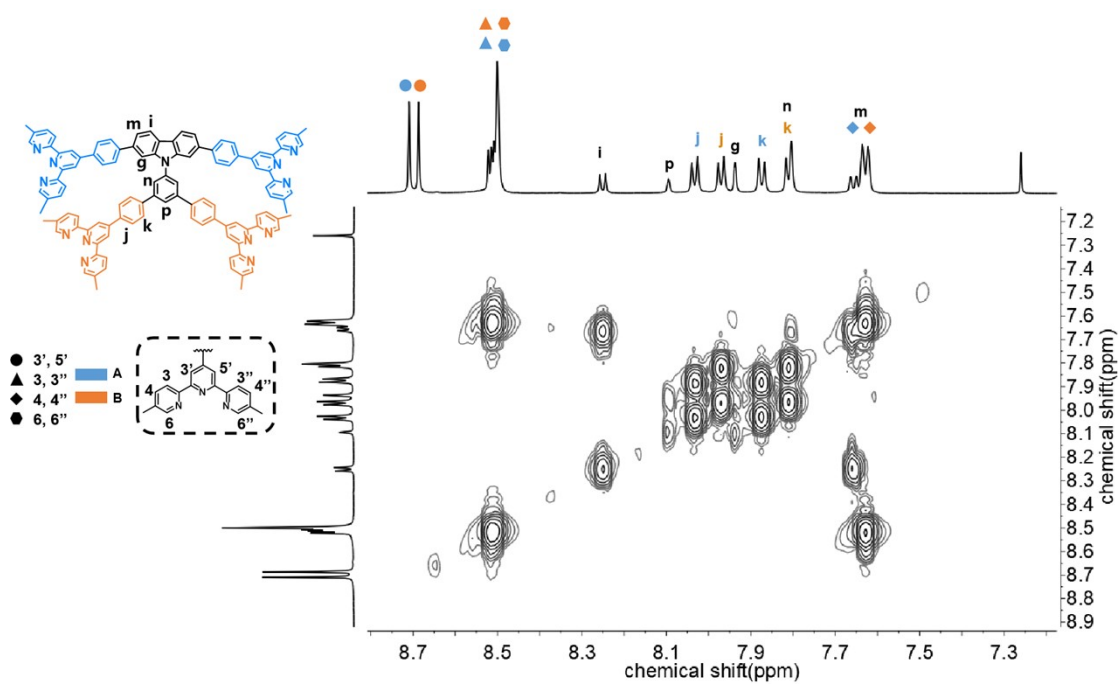 i
p
j
j
g
k
n
k
m
m
i
g
N
n
p
k
j
N
N
N
N
N
N
N
N
N
N
N
N
3', 5'
3, 3"
4, 4"
6, 6"
A
B
3'
5'
3
3"
4
4"
N
N
N
6
6"
7.2
7.3
7.4
7.5
7.6
7.7
7.8
7.9
8.0
8.1
8.2
8.3
8.4
8.5
8.6
8.7
8.8
8.9
chemical shift(ppm)
8.7
8.5
8.3
8.1
7.9
7.7
7.5
7.3
chemical shift(ppm)